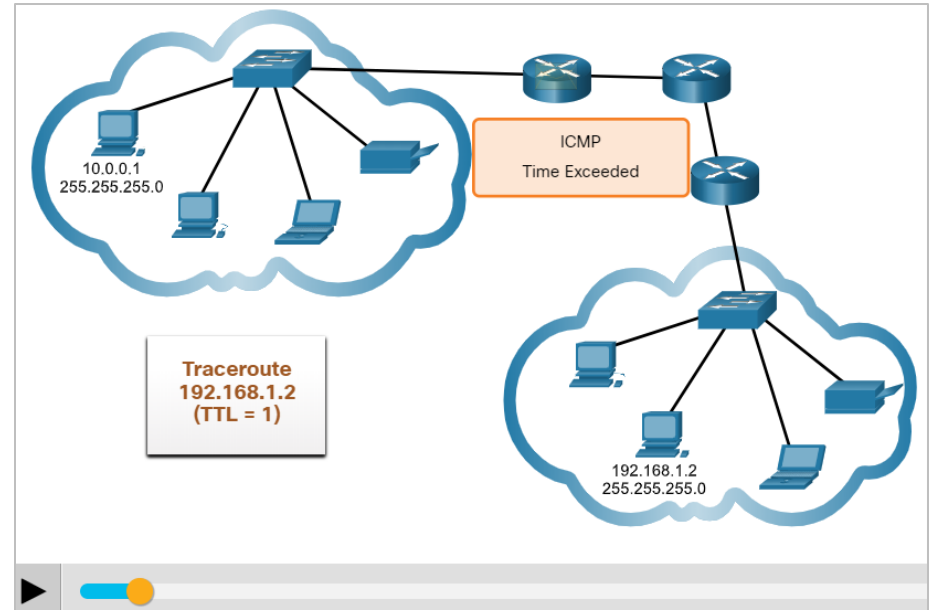 ICMP
Time Exceeded
10.0.0.1
255.255.255.0
Traceroute
192.168.1.2
(TTL = 1)
192.168.1.2
255.255.255.0